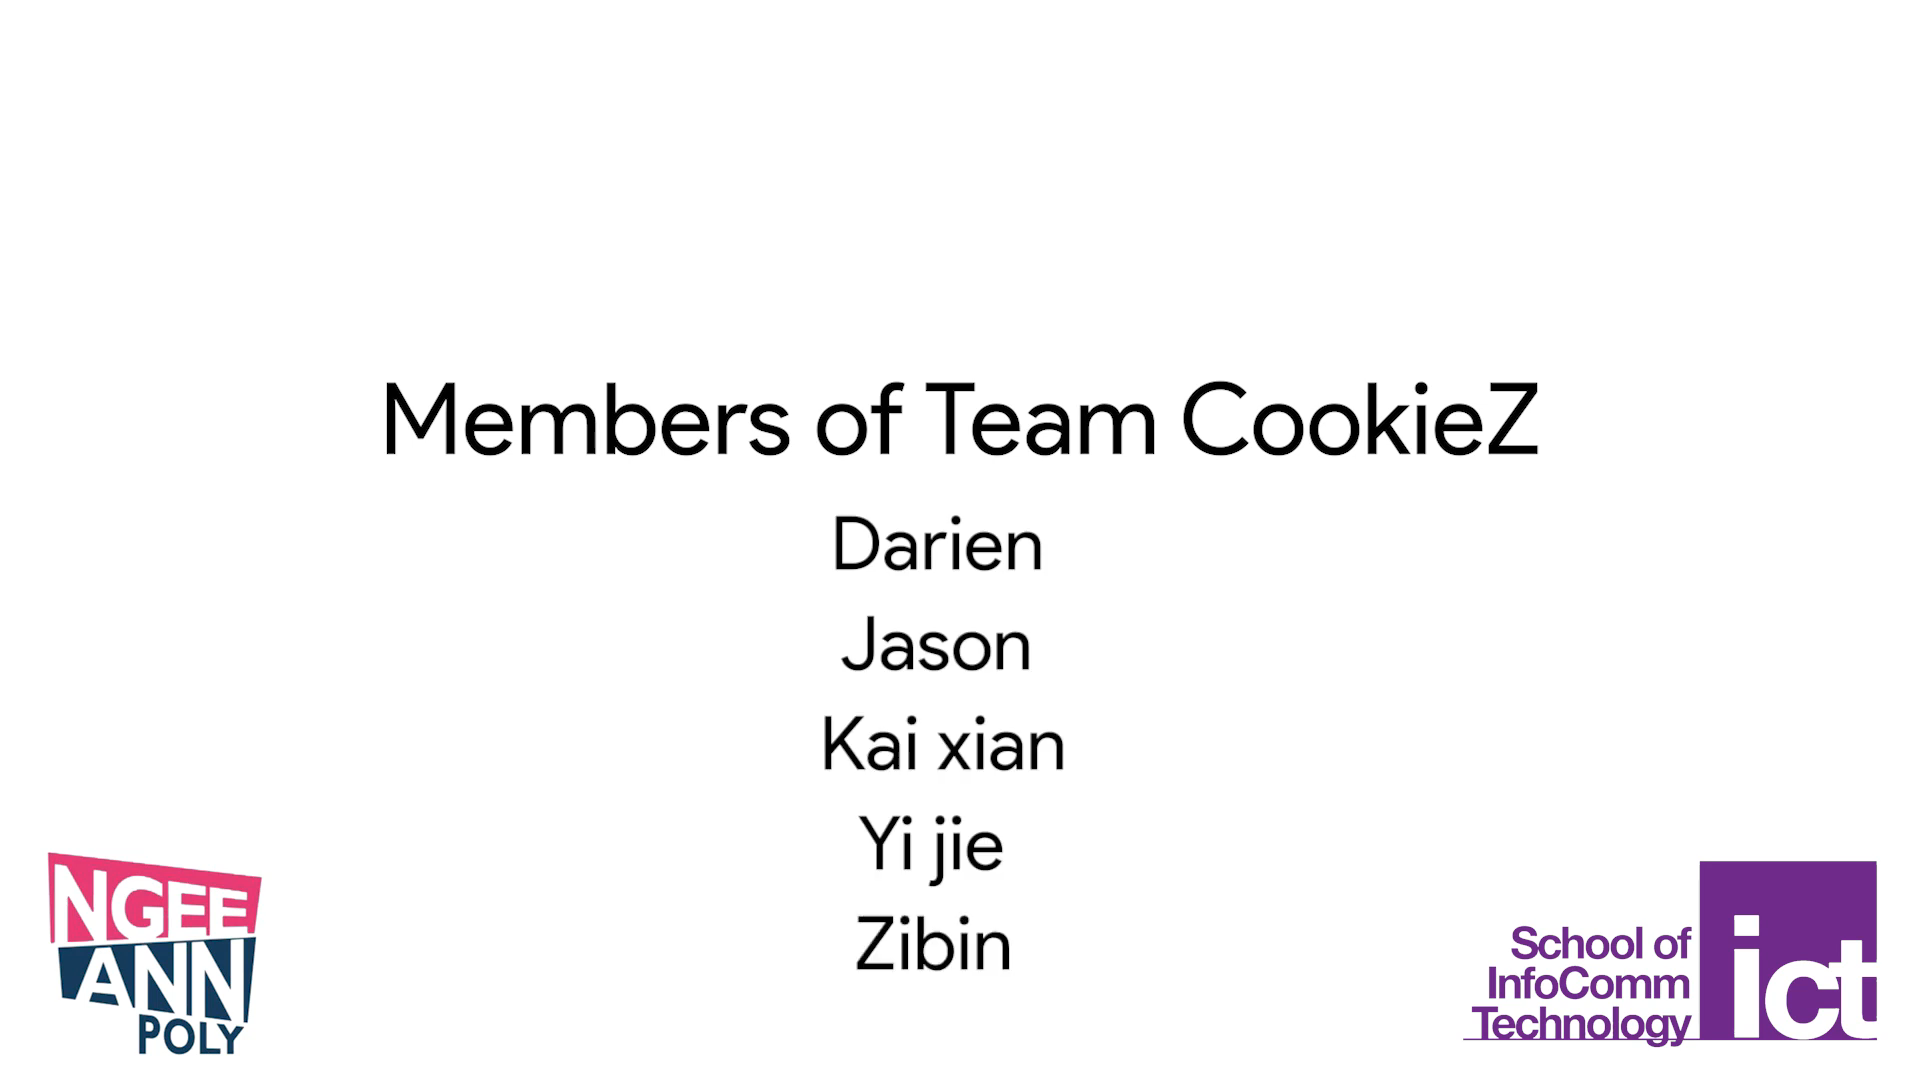 Members of Team CookieZ
Darien
Jason
Kai xian
Yi jie
Zibin
NGEE
ANN
POLY
School of
InfoComm
Technology
ict